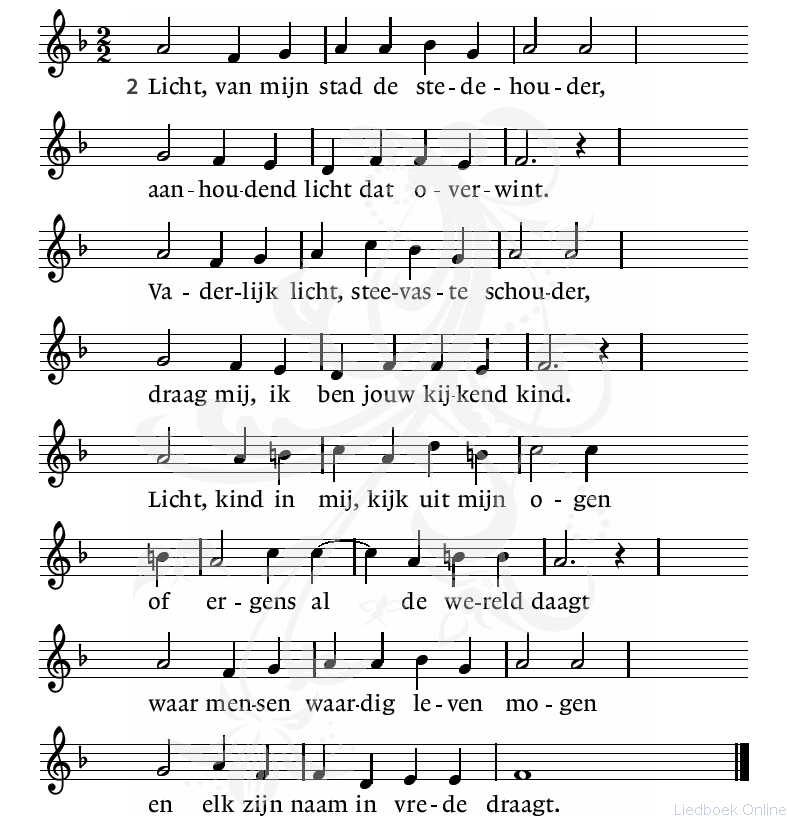 2 Licht, van mijn stad de ste-de-hou-der,
aan-hou-dend licht dat o-ver-wint.
Va-der-lijk licht, stee-vas-te schou-der,
draag mij, ik ben jouw kij-kend kind.
Licht, kind in mij, kijk uit mijn o-gen
of er-gens al de we-reld daagt
waar men-sen waar-dig le-ven mo-gen
en elk zijn naam in vre-de draagt.
Liedboek Online